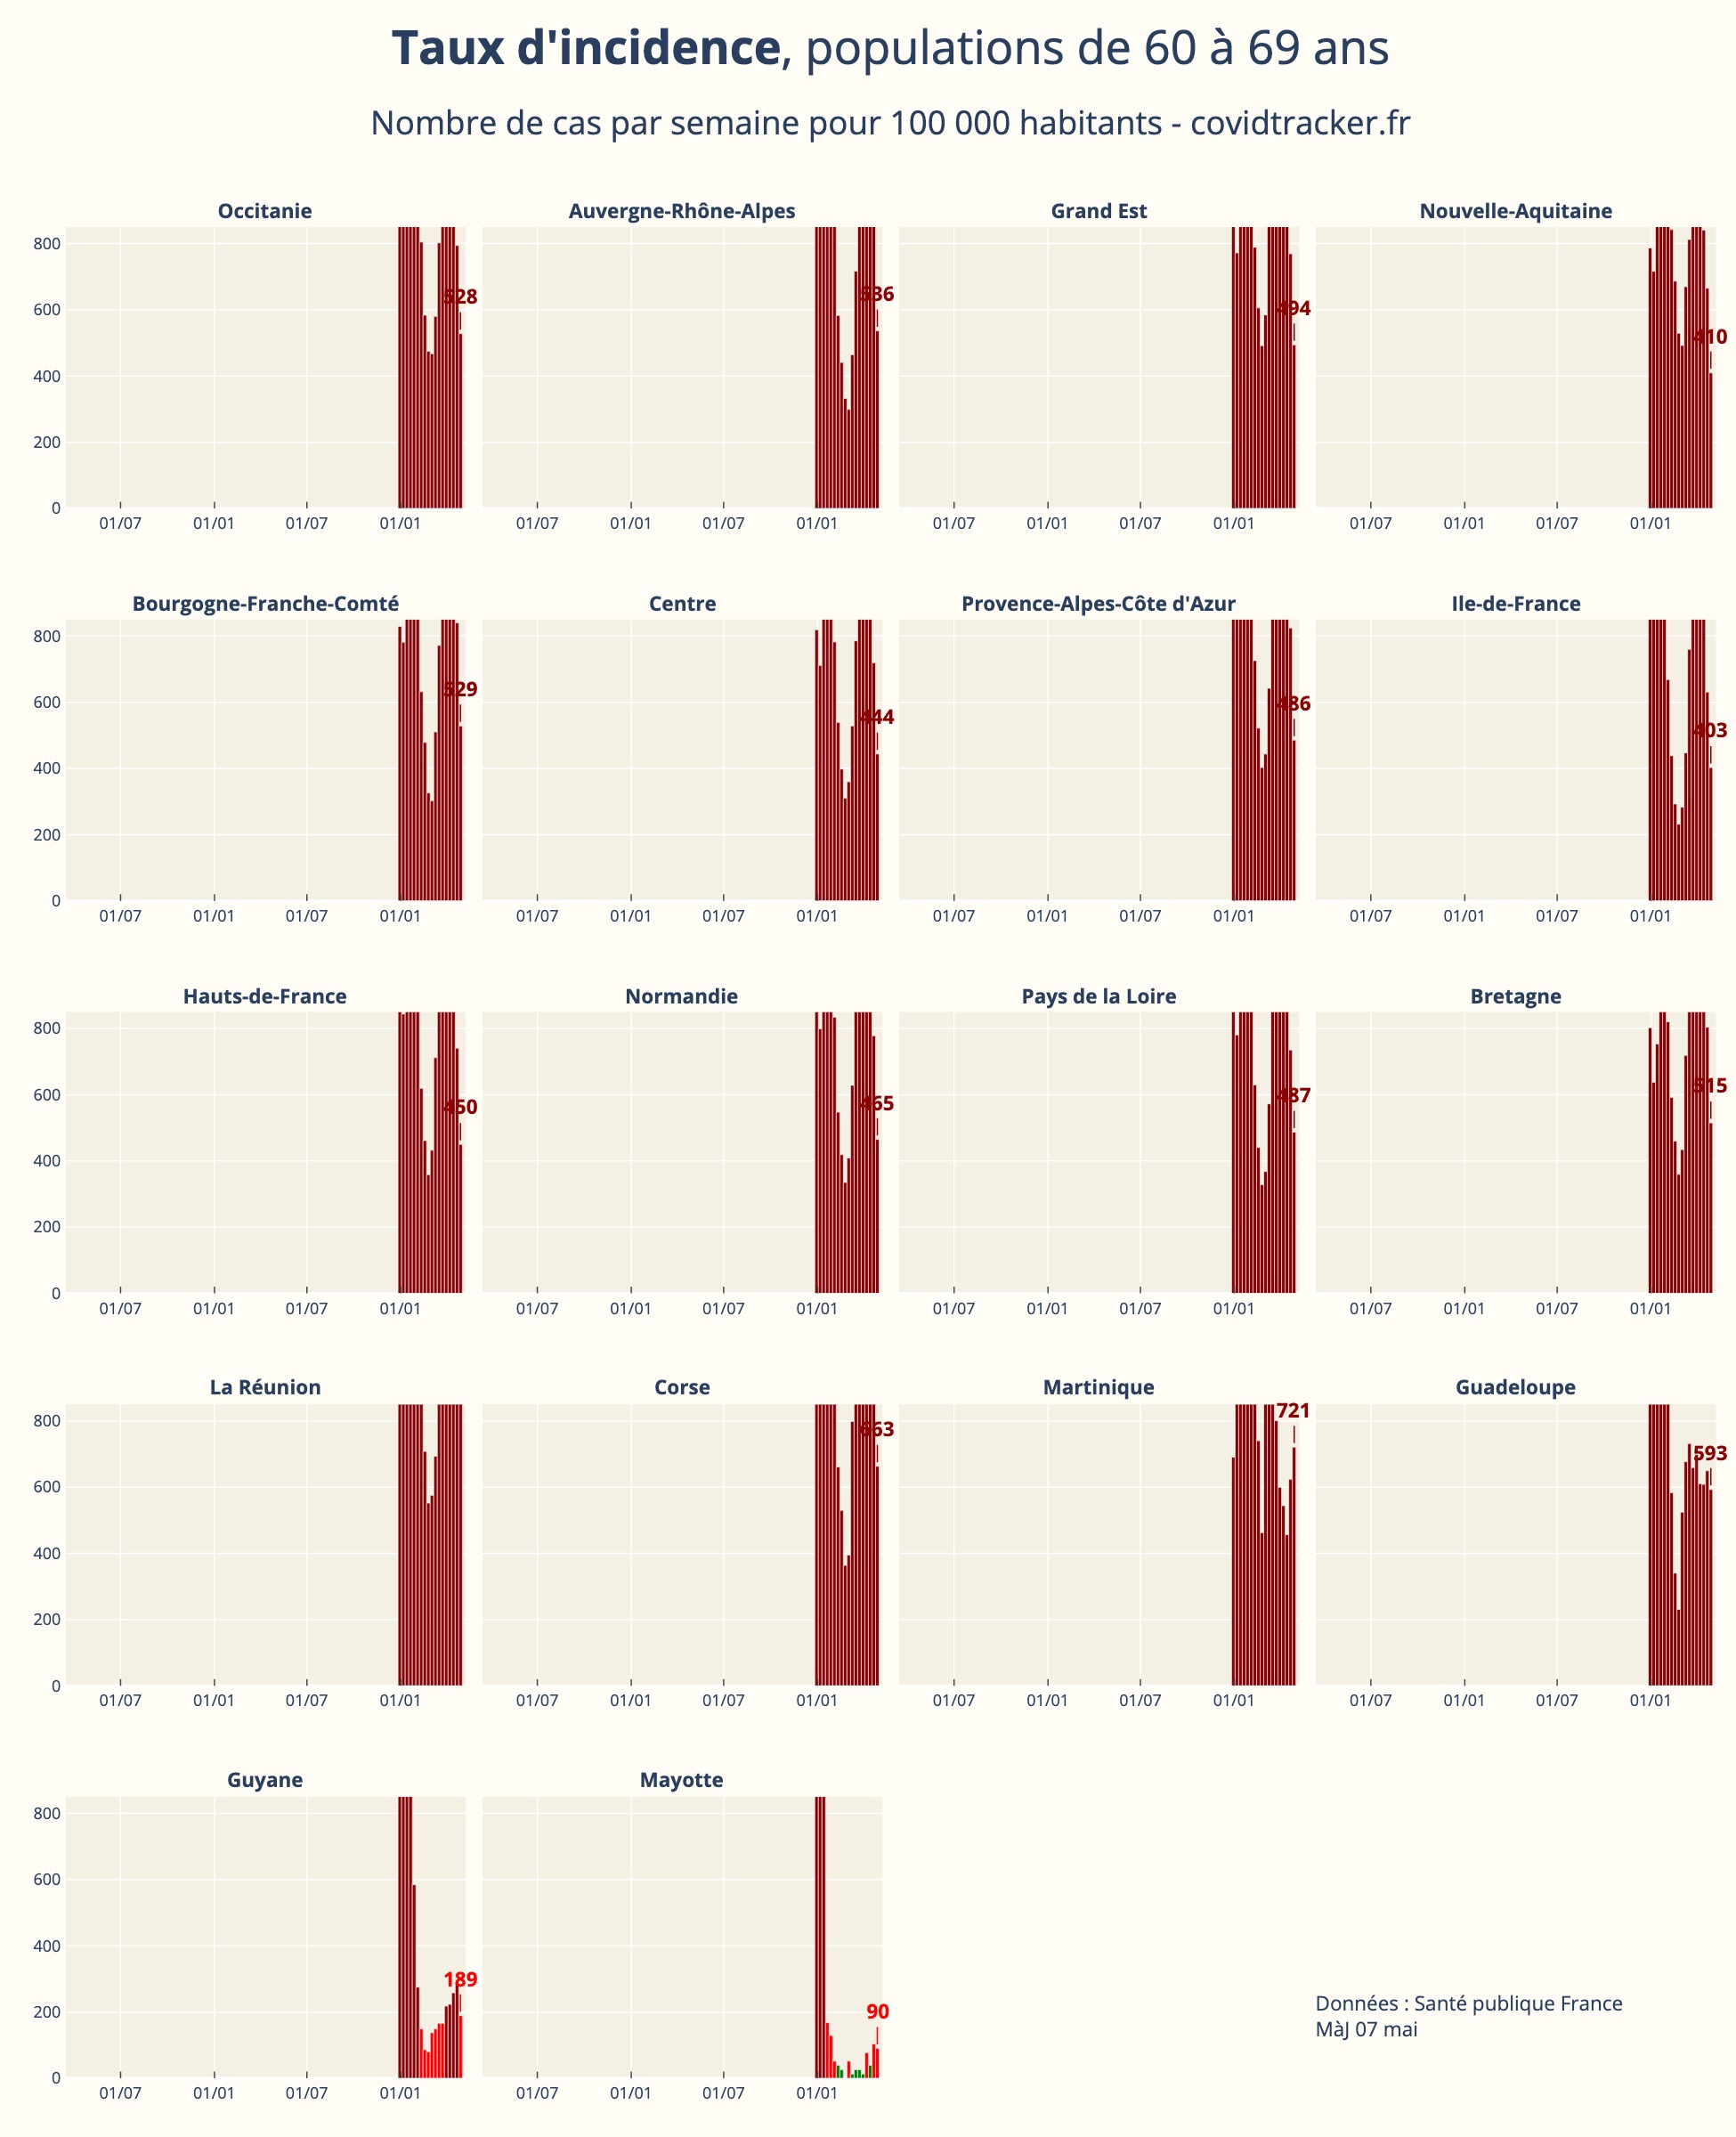 Taux d'incidence, populations de 60 à 69 ans
Nombre de cas par semaine pour 100 000 habitants - covidtracker.fr
Occitanie
Auvergne-Rhône-Alpes
Grand Est
Nouvelle-Aquitaine
800
600
400
200
0
528
536
494
410
01/07 01/01 01/07 01/01
01/07 01/01 01/07 01/01
01/07 01/01 01/07 01/01
01/07 01/01 01/07 01/01
Bourgogne-Franche-Comté
Centre
Provence-Alpes-Côte d'Azur
Ile-de-France
800
600
400
200
0
529
444
486
403
01/07 01/01 01/07 01/01
01/07 01/01 01/07 01/01
01/07 01/01 01/07 01/01
01/07 01/01 01/07 01/01
Hauts-de-France
Normandie
Pays de la Loire
Bretagne
800
600
400
200
0
450
465
487
515
01/07 01/01 01/07 01/01
01/07 01/01 01/07 01/01
01/07 01/01 01/07 01/01
01/07 01/01 01/07 01/01
La Réunion
Corse
Martinique
Guadeloupe
800
600
400
200
0
663
721
593
01/07 01/01 01/07 01/01
01/07 01/01 01/07 01/01
01/07 01/01 01/07 01/01
01/07 01/01 01/07 01/01
Guyane
Mayotte
800
600
400
200
0
189
90
01/07 01/01 01/07 01/01
01/07 01/01 01/07 01/01
Données : Santé publique France
MàJ 07 mai